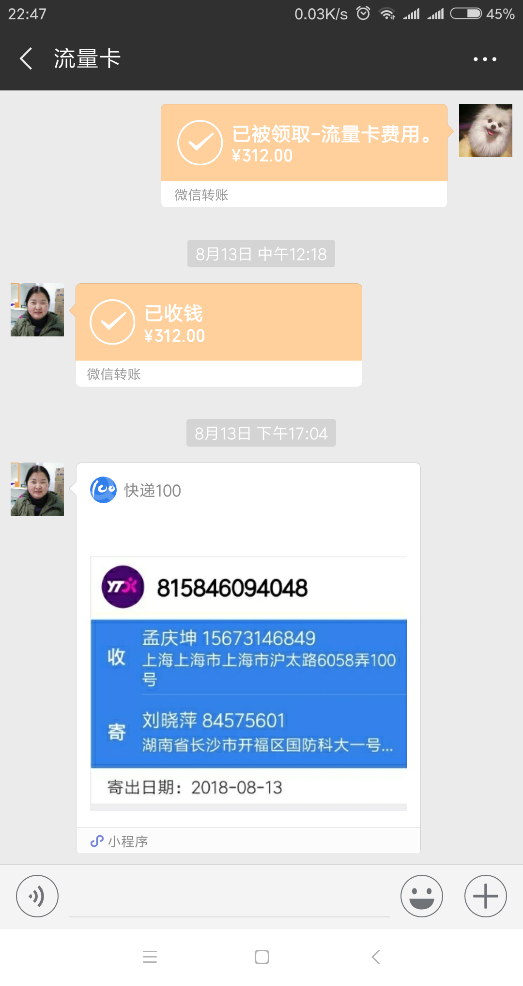 22:47 0.03K/s 45%
流量卡
已被领取-流量卡费用。
¥312.00
微信转账
8月13日 中午12:18
已收钱
¥312.00
微信转账
8月13日 下午17:04
快递100
YTO 815846094048
收
孟庆坤 15673146849
上海上海市上海市沪太路6058弄100
号
寄
刘晓萍 84575601
湖南省长沙市开福区国防科大一号...
寄出日期：2018-08-13
小程序